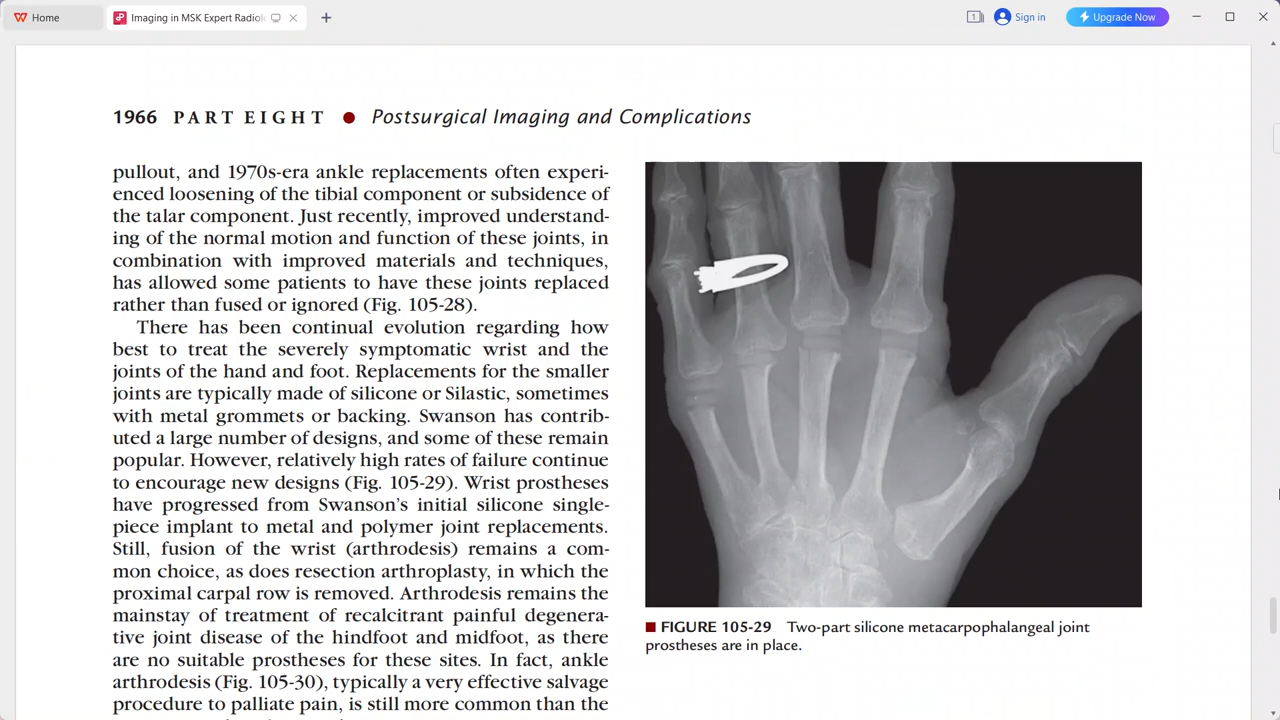 Home
Imaging in MSK Expert Radiol
1
Sign in
Upgrade Now
1966 PART EIGHT ● Postsurgical Imaging and Complications
pullout, and 1970s-era ankle replacements often experi-
enced loosening of the tibial component or subsidence of
the talar component. Just recently, improved understand-
ing of the normal motion and function of these joints, in
combination with improved materials and techniques,
has allowed some patients to have these joints replaced
rather than fused or ignored (Fig. 105-28).
There has been continual evolution regarding how
best to treat the severely symptomatic wrist and the
joints of the hand and foot. Replacements for the smaller
joints are typically made of silicone or Silastic, sometimes
with metal grommets or backing. Swanson has contrib-
uted a large number of designs, and some of these remain
popular. However, relatively high rates of failure continue
to encourage new designs (Fig. 105-29). Wrist prostheses
have progressed from Swanson's initial silicone single-
piece implant to metal and polymer joint replacements.
Still, fusion of the wrist (arthrodesis) remains a com-
mon choice, as does resection arthroplasty, in which the
proximal carpal row is removed. Arthrodesis remains the
mainstay of treatment of recalcitrant painful degenera-
tive joint disease of the hindfoot and midfoot, as there
are no suitable prostheses for these sites. In fact, ankle
arthrodesis (Fig. 105-30), typically a very effective salvage
procedure to palliate pain, is still more common than the
■ FIGURE 105-29 Two-part silicone metacarpophalangeal joint
prostheses are in place.